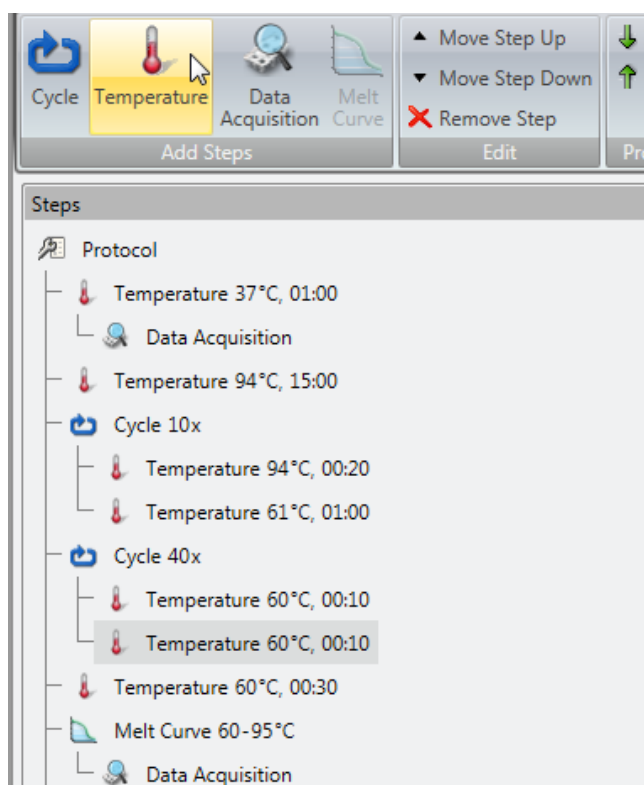 Cycle
Temperature
Data
Acquisition
Melt
Curve
Add Steps
Move Step Up
Move Step Down
Remove Step
Edit
Pr
Steps
Protocol
Temperature 37°C, 01:00
Data Acquisition
Temperature 94°C, 15:00
Cycle 10x
Temperature 94°C, 00:20
Temperature 61°C, 01:00
Cycle 40x
Temperature 60°C, 00:10
Temperature 60°C, 00:10
Temperature 60°C, 00:30
Melt Curve 60-95°C
Data Acquisition